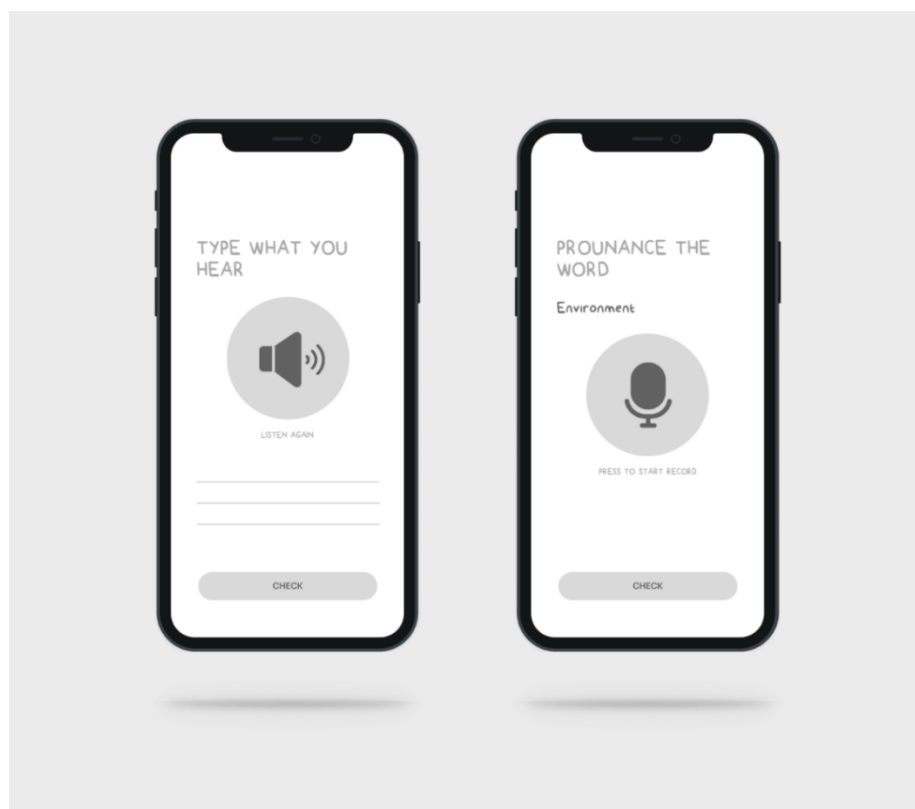 TYPE WHAT YOU
HEAR
LISTEN AGAIN
CHECK
PROUNANCE THE
WORD
Environment
PRESS TO START RECORD
CHECK